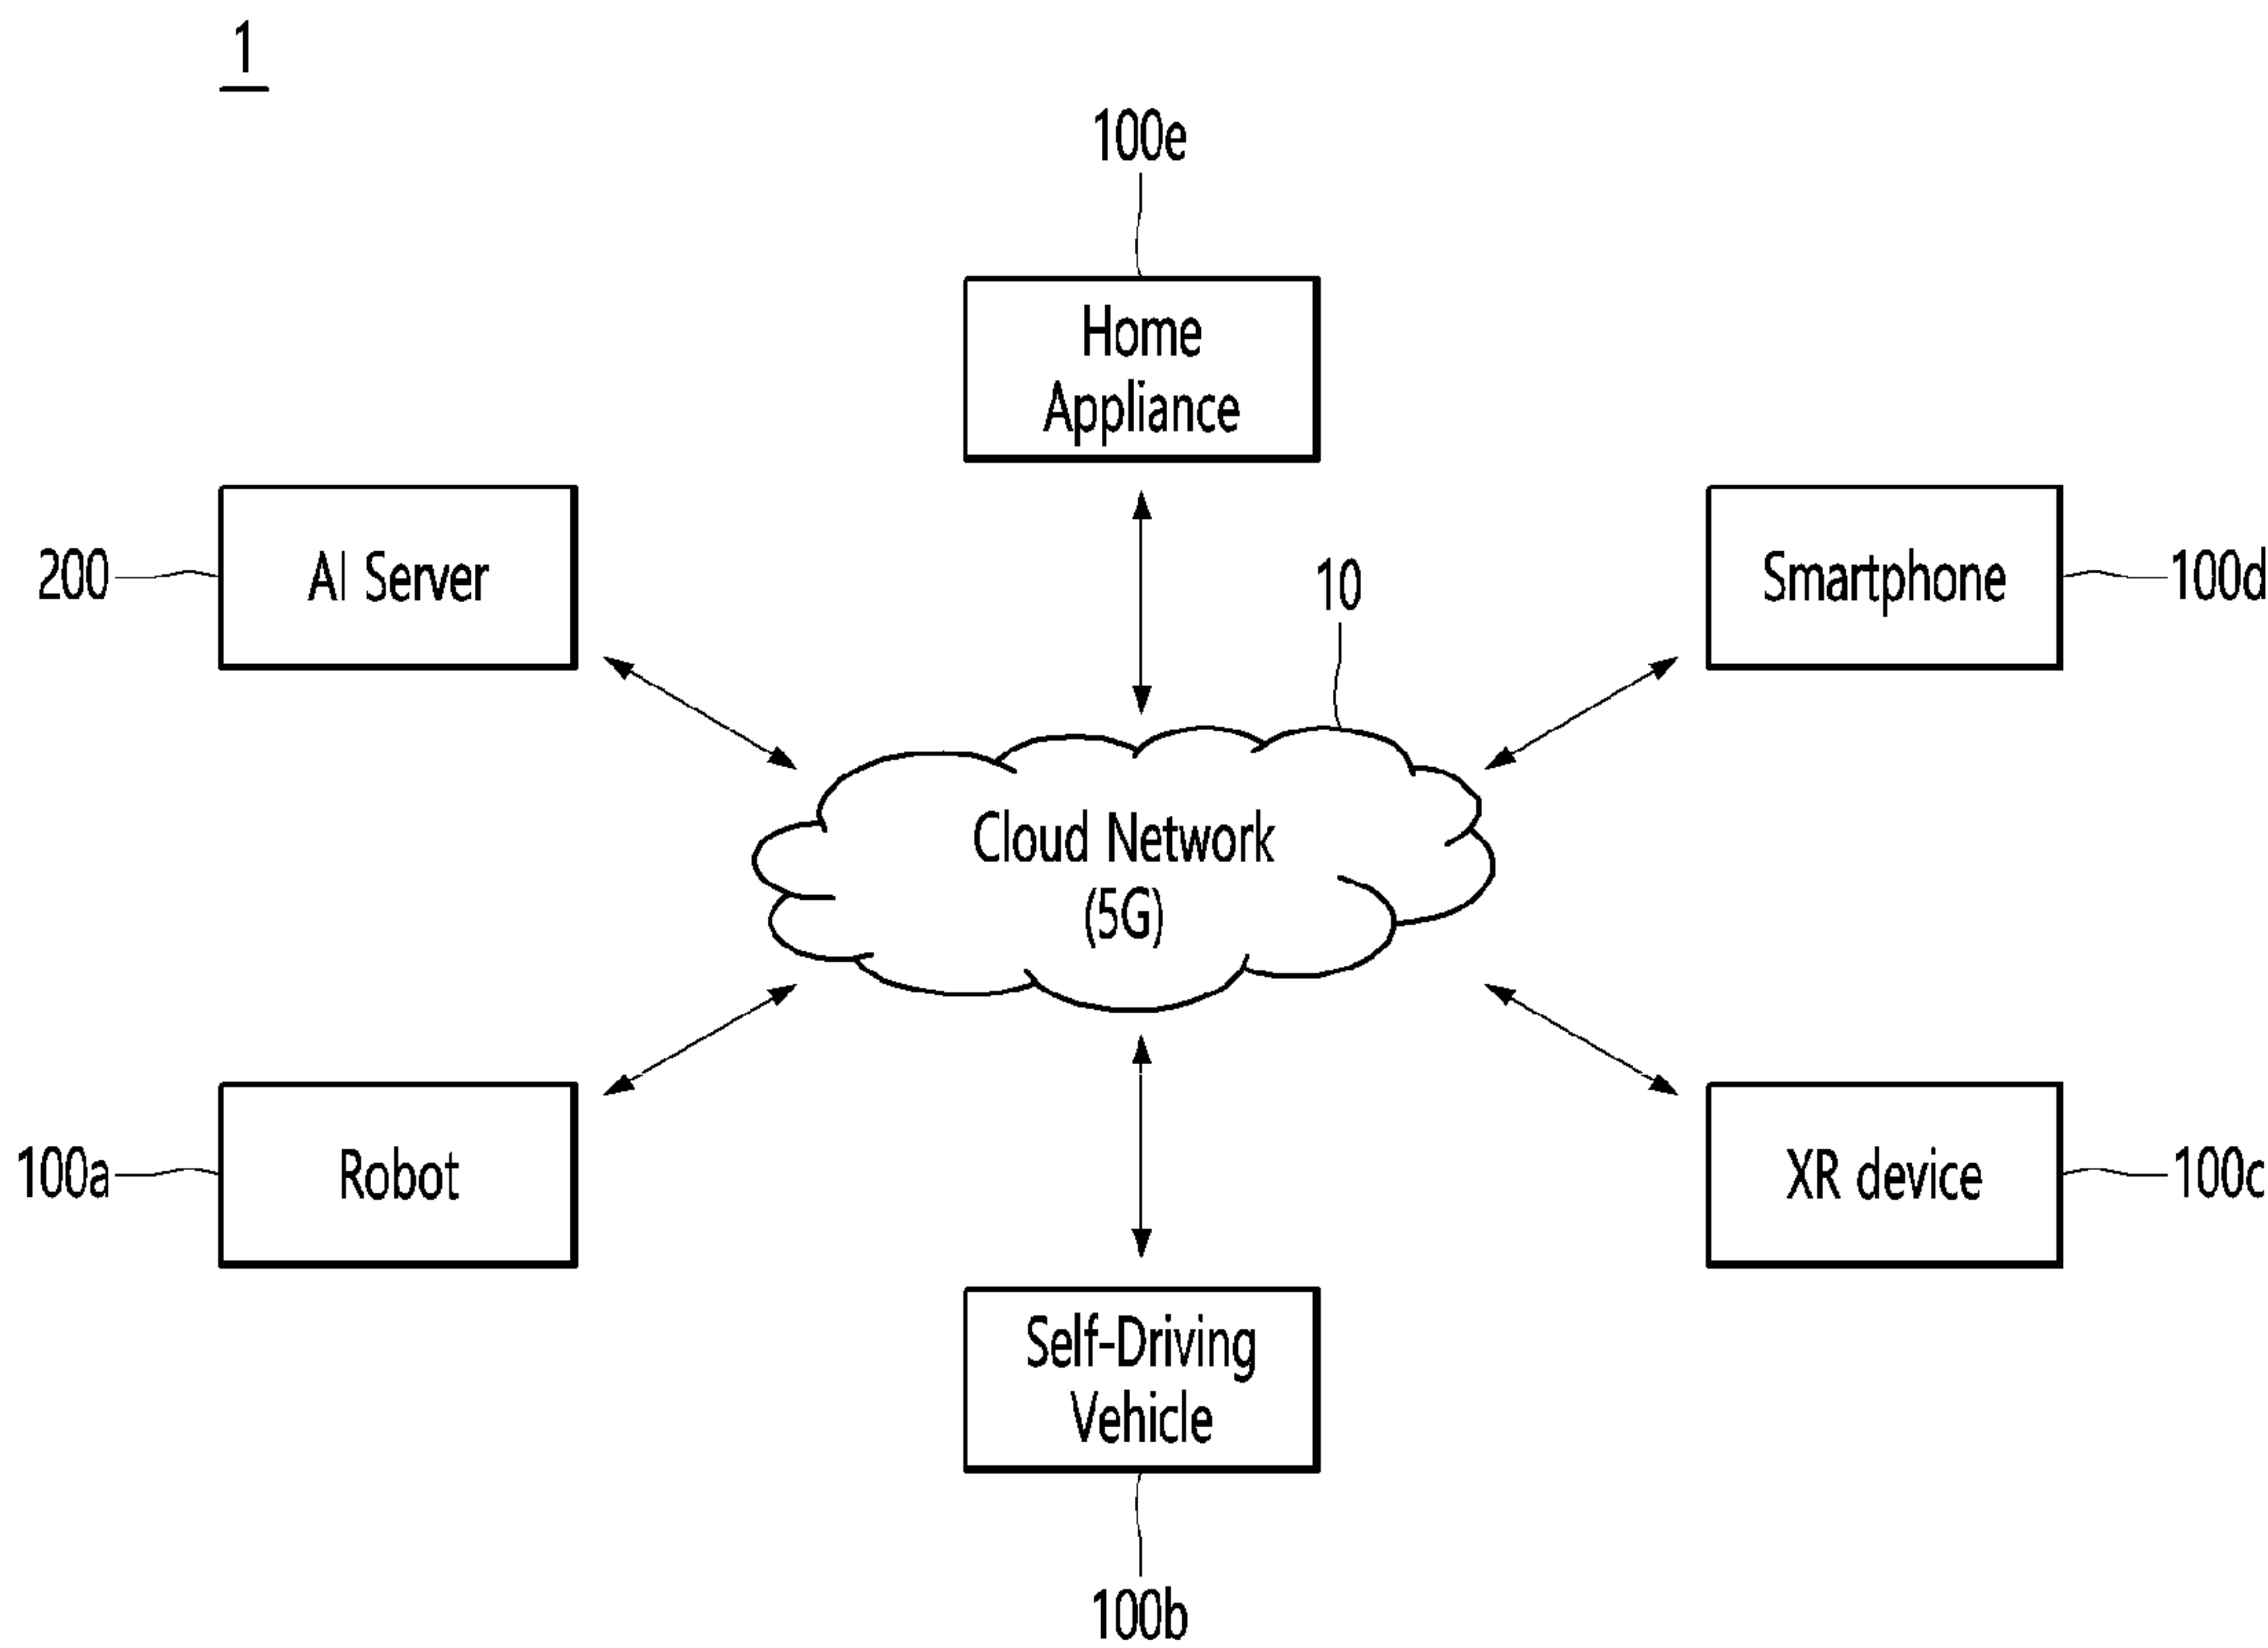 1
100e
Home
Appliance
200
AI Server
10
Smartphone
100d
Cloud Network
(5G)
100a
Robot
XR device
100c
Self-Driving
Vehicle
100b